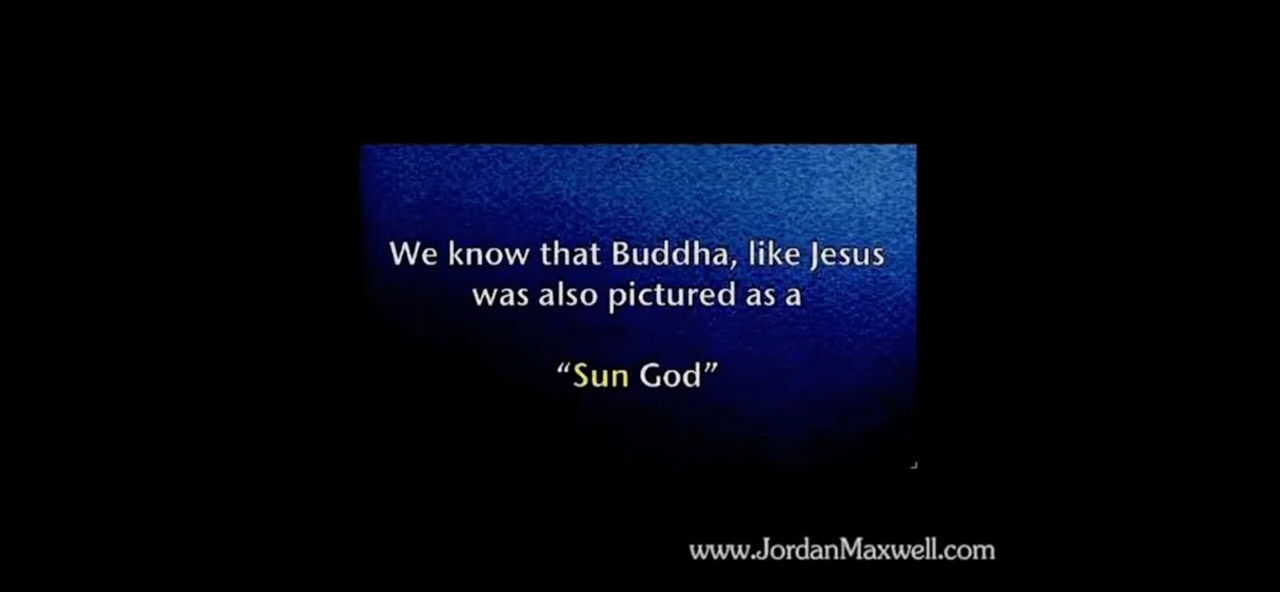 We know that Buddha, like Jesus
was also pictured as a
“Sun God”
www.JordanMaxwell.com